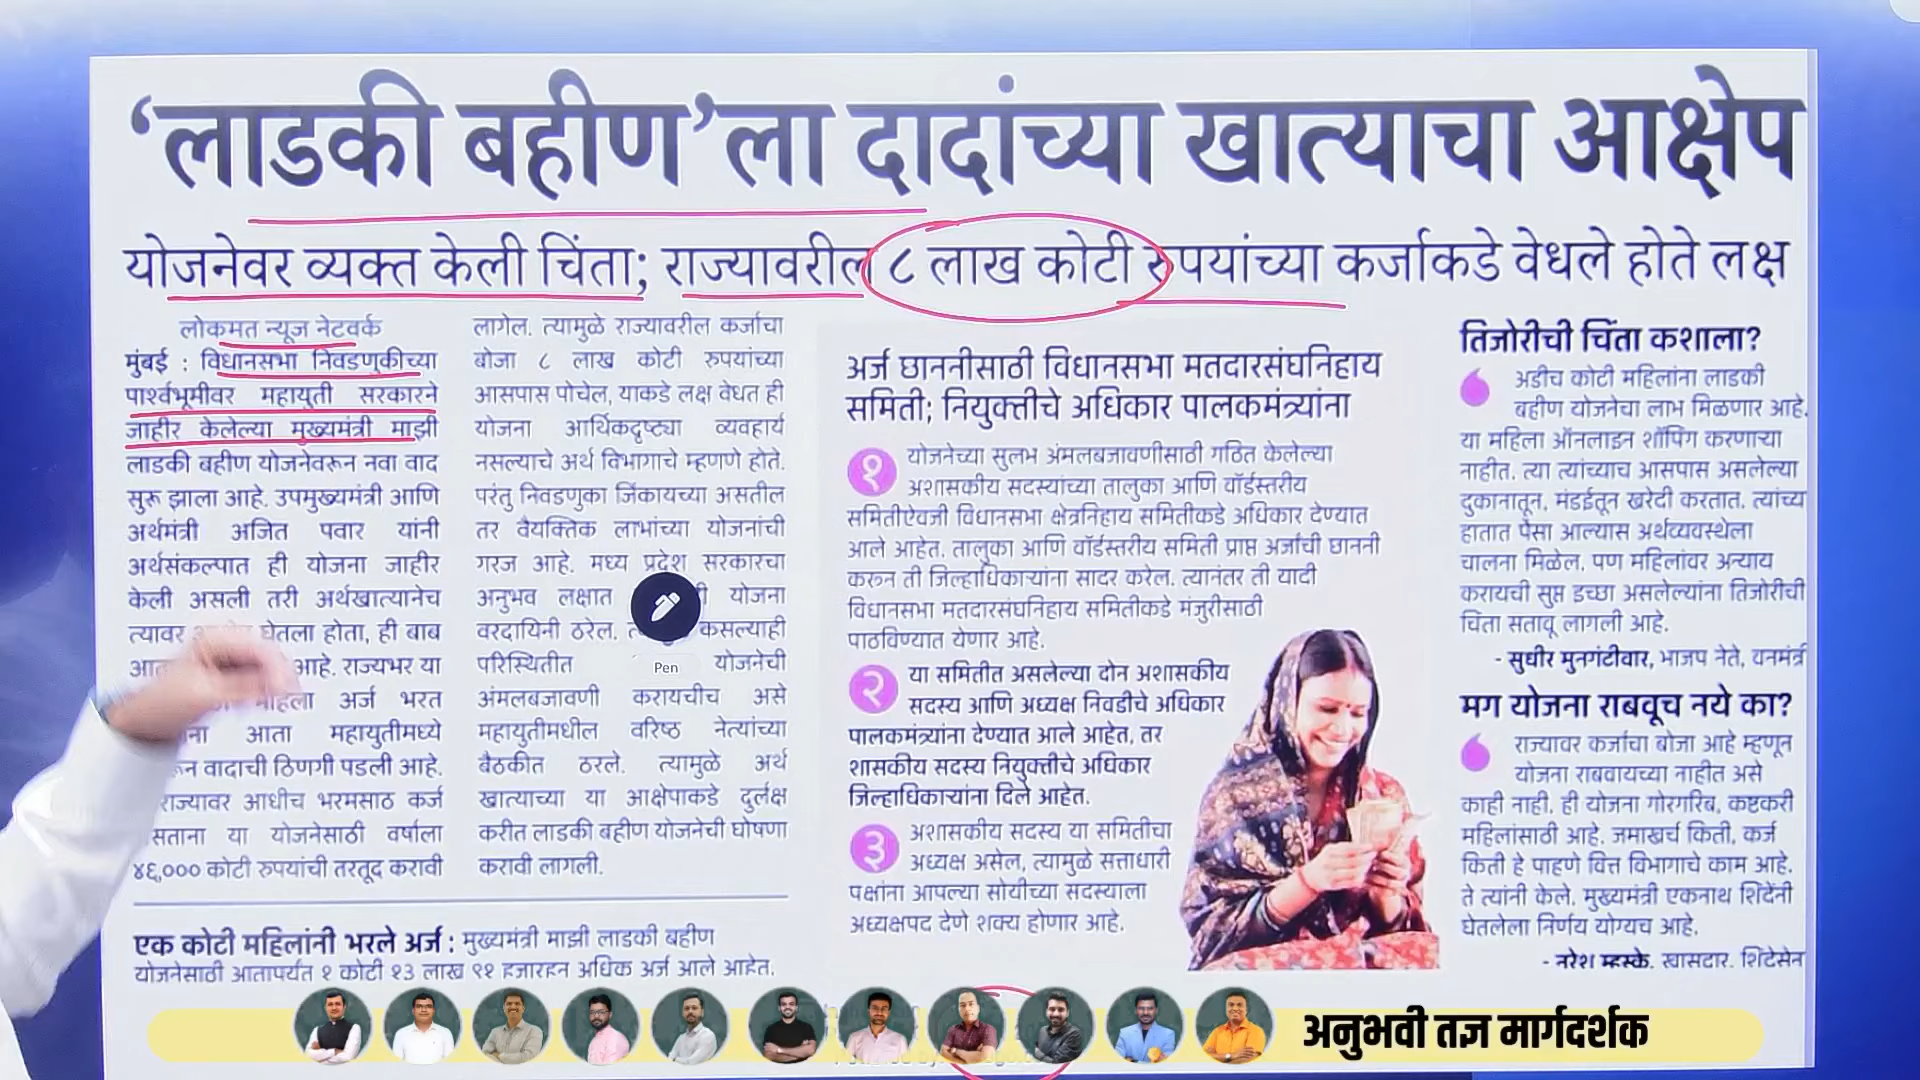 ‘लाडकी बहीण’ला दादांच्या खात्याचा आक्षेप
योजनेवर व्यक्त केली चिंता; राज्यावरील ८ लाख कोटी रुपयांच्या कर्जाकडे वेधले होते लक्ष
लोकमत न्यूज नेटवर्क
मुंबई : विधानसभा निवडणुकीच्या
पार्श्वभूमीवर महायुती सरकारने
जाहीर केलेल्या मुख्यमंत्री माझी
लाडकी बहीण योजनेवरून नवा वाद
सुरू झाला आहे. उपमुख्यमंत्री आणि
अर्थमंत्री अजित पवार यांनी
अर्थसंकल्पात ही योजना जाहीर
केली असली तरी अर्थखात्यानेच
त्यावर घेतला होता, ही बाब
आहे. राज्यभर या
महिला अर्ज भरत
आता महायुतीमध्ये
वादाची ठिणगी पडली आहे.
राज्यावर आधीच भरमसाठ कर्ज
या योजनेसाठी वर्षाला
४६,००० कोटी रुपयांची तरतूद करावी
लागेल. त्यामुळे राज्यावरील कर्जाचा
बोजा ८ लाख कोटी रुपयांच्या
आसपास पोचेल, याकडे लक्ष वेधत ही
योजना आर्थिकदृष्ट्या व्यवहार्य
नसल्याचे अर्थ विभागाचे म्हणणे होते.
परंतु निवडणुका जिंकायच्या असतील
तर वैयक्तिक लाभांच्या योजनांची
गरज आहे. मध्य प्रदेश सरकारचा
अनुभव लक्षात योजना
वरदायिनी ठरेल. कसल्याही
परिस्थितीत योजनेची
Pen
अंमलबजावणी करायचीच असे
महायुतीमधील वरिष्ठ नेत्यांच्या
बैठकीत ठरले. त्यामुळे अर्थ
खात्याच्या या आक्षेपाकडे दुर्लक्ष
करीत लाडकी बहीण योजनेची घोषणा
करावी लागली.
एक कोटी महिलांनी भरले अर्ज : मुख्यमंत्री माझी लाडकी बहीण
योजनेसाठी आतापर्यंत १ कोटी १३ लाख ९१ हजारहून अधिक अर्ज आले आहेत.
अर्ज छाननीसाठी विधानसभा मतदारसंघनिहाय
समिती; नियुक्तीचे अधिकार पालकमंत्र्यांना
१ योजनेच्या सुलभ अंमलबजावणीसाठी गठित केलेल्या
अशासकीय सदस्यांच्या तालुका आणि वॉर्डस्तरीय
समितीऐवजी विधानसभा क्षेत्रनिहाय समितीकडे अधिकार देण्यात
आले आहेत. तालुका आणि वॉर्डस्तरीय समिती प्राप्त अर्जांची छाननी
करून ती जिल्हाधिकाऱ्यांना सादर करेल. त्यानंतर ती यादी
विधानसभा मतदारसंघनिहाय समितीकडे मंजुरीसाठी
पाठविण्यात येणार आहे.
२ या समितीत असलेल्या दोन अशासकीय
सदस्य आणि अध्यक्ष निवडीचे अधिकार
पालकमंत्र्यांना देण्यात आले आहेत. तर
शासकीय सदस्य नियुक्तीचे अधिकार
जिल्हाधिकाऱ्यांना दिले आहेत.
३ अशासकीय सदस्य या समितीचा
अध्यक्ष असेल, त्यामुळे सत्ताधारी
पक्षांना आपल्या सोयीच्या सदस्याला
अध्यक्षपद देणे शक्य होणार आहे.
तिजोरीची चिंता कशाला?
अडीच कोटी महिलांना लाडकी
बहीण योजनेचा लाभ मिळणार आहे.
या महिला ऑनलाइन शॉपिंग करणाऱ्या
नाहीत. त्या त्यांच्याच आसपास असलेल्या
दुकानातून, मंडईतून खरेदी करतात. त्यांच्या
हातात पैसा आल्यास अर्थव्यवस्थेला
चालना मिळेल. पण महिलांवर अन्याय
करायची सुप्त इच्छा असलेल्यांना तिजोरीची
चिंता सतावू लागली आहे.
- सुधीर मुनगंटीवार, भाजप नेते, वनमंत्री
मग योजना राबवूच नये का?
राज्यावर कर्जाचा बोजा आहे म्हणून
योजना राबवायच्या नाहीत असे
काही नाही. ही योजना गोरगरिब, कष्टकरी
महिलांसाठी आहे. जमाखर्च किती, कर्ज
किती हे पाहणे वित्त विभागाचे काम आहे.
ते त्यांनी केले. मुख्यमंत्री एकनाथ शिंदेंनी
घेतलेला निर्णय योग्यच आहे.
- नरेश म्हस्के, खासदार, शिंदेसेना
अनुभवी तज्ञ मार्गदर्शक